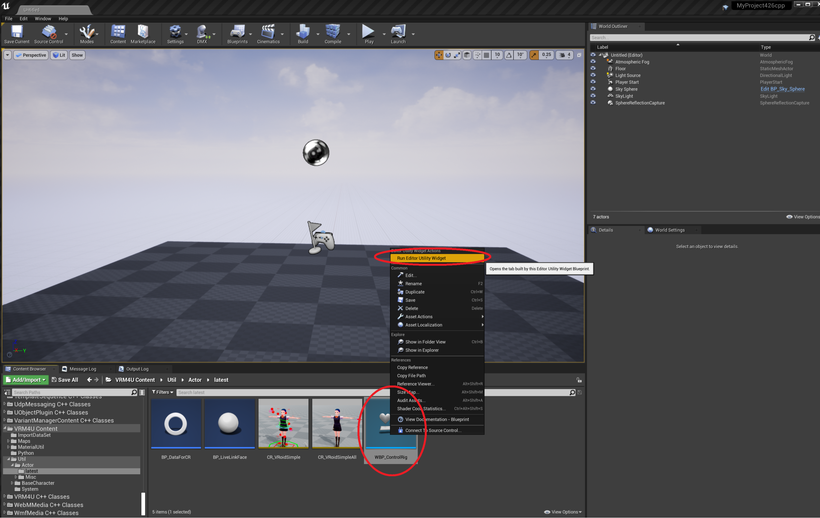 Untitled
MyProject426cpp
File Edit Window Help
Save Current Source Control Modes Content Marketplace Settings DMX Blueprints Cinematics Build Compile Play Launch
Perspective Lit Show
10 10° 0.25 4
World Outliner
Search...
Label Type
Untitled (Editor) World
Atmospheric Fog AtmosphericFog
Floor StaticMeshActor
Light Source DirectionalLight
Player Start PlayerStart
Sky Sphere Edit BP_Sky_Sphere
SkyLight SkyLight
SphereReflectionCapture SphereReflectionCapture
7 actors View Options
Details World Settings
Select an object to view details.
Editor Utility Widget Actions
Run Editor Utility Widget
Opens the tab built by this Editor Utility Widget Blueprint.
Common
Edit...
Rename F2
Duplicate Ctrl+W
Save Ctrl+S
Delete Delete
Asset Actions
Asset Localization
Explore
Show in Folder View Ctrl+B
Show in Explorer
References
Copy Reference
Copy File Path
Reference Viewer... Alt+Shift+R
Size Map... Alt+Shift+M
Audit Assets... Alt+Shift+A
Shader Cook Statistics... Ctrl+Alt+Shift+S
View Documentation - Blueprint
Connect To Source Control...
Content Browser Message Log Output Log
Add/Import Save All VRM4U Content Util Actor latest
Search Paths
Filters Search latest
UdpMessaging C++ Classes
UObjectPlugin C++ Classes
VariantManagerContent C++ Classes
VRM4U Content
ImportDataSet
Maps
MaterialUtil
Python
Util
Actor
latest
Misc
BaseCharacter
System
VRM4U C++ Classes
WebMMedia C++ Classes
WmfMedia C++ Classes
BP_DataForCR
BP_LiveLinkFace
CR_VRoidSimple
CR_VRoidSimpleAll
WBP_ControlRig
5 items (1 selected) View Options